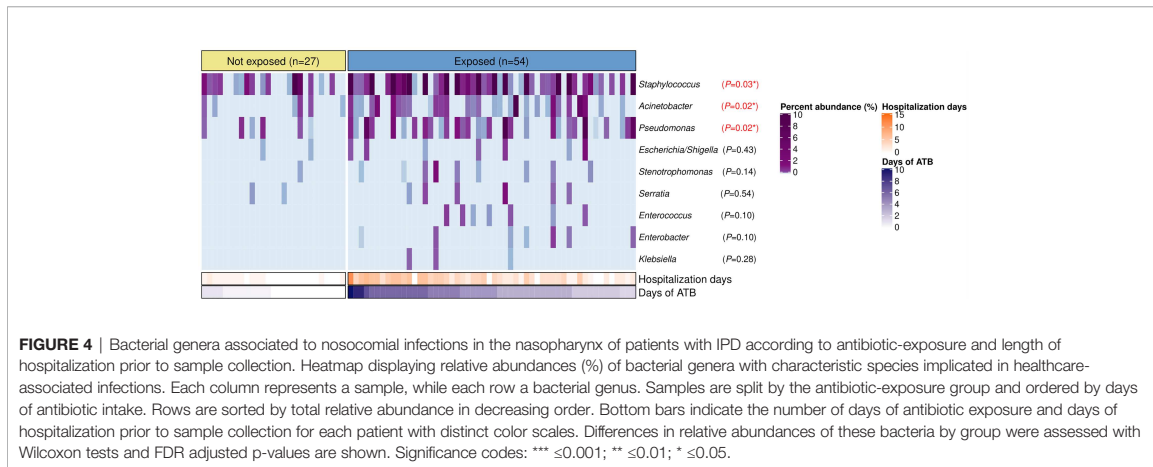 Not exposed (n=27) Exposed (n=54)
Staphylococcus (P=0.03*)
Acinetobacter (P=0.02*)
Pseudomonas (P=0.02*)
Escherichia/Shigella (P=0.43)
Stenotrophomonas (P=0.14)
Serratia (P=0.54)
Enterococcus (P=0.10)
Enterobacter (P=0.10)
Klebsiella (P=0.28)
Hospitalization days
Days of ATB
Percent abundance (%)
10
8
6
4
2
0
Hospitalization days
15
10
5
0
Days of ATB
10
8
6
4
2
0
FIGURE 4 | Bacterial genera associated to nosocomial infections in the nasopharynx of patients with IPD according to antibiotic-exposure and length of
hospitalization prior to sample collection. Heatmap displaying relative abundances (%) of bacterial genera with characteristic species implicated in healthcare-
associated infections. Each column represents a sample, while each row a bacterial genus. Samples are split by the antibiotic-exposure group and ordered by days
of antibiotic intake. Rows are sorted by total relative abundance in decreasing order. Bottom bars indicate the number of days of antibiotic exposure and days of
hospitalization prior to sample collection for each patient with distinct color scales. Differences in relative abundances of these bacteria by group were assessed with
Wilcoxon tests and FDR adjusted p-values are shown. Significance codes: *** ≤0.001; ** ≤0.01; * ≤0.05.